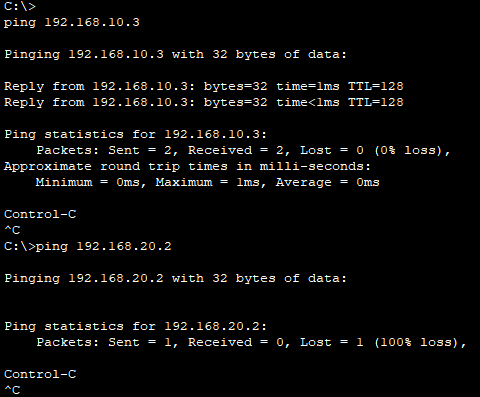 C:\>
ping 192.168.10.3
Pinging 192.168.10.3 with 32 bytes of data:
Reply from 192.168.10.3: bytes=32 time=1ms TTL=128
Reply from 192.168.10.3: bytes=32 time<1ms TTL=128
Ping statistics for 192.168.10.3:
Packets: Sent = 2, Received = 2, Lost = 0 (0% loss),
Approximate round trip times in milli-seconds:
Minimum = 0ms, Maximum = 1ms, Average = 0ms
Control-C
^C
C:\>ping 192.168.20.2
Pinging 192.168.20.2 with 32 bytes of data:
Ping statistics for 192.168.20.2:
Packets: Sent = 1, Received = 0, Lost = 1 (100% loss),
Control-C
^C